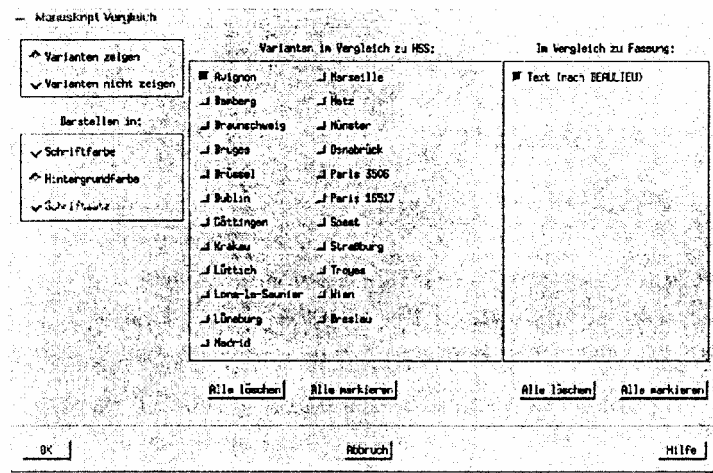 Manuskript Vergleich
Varianten zeigen
Varianten nicht zeigen
Darstellen in:
Schriftfarbe
Hintergrundfarbe
Schriftsatz
Varianten im Vergleich zu HSS:
Avignon
Bamberg
Braunschweig
Bruges
Brüssel
Dublin
Göttingen
Krakau
Lüttich
Lons-le-Saunier
Lüneburg
Madrid
Marseille
Metz
Münster
Osnabrück
Paris 3506
Paris 16517
Soest
Straßburg
Troyes
Wien
Breslau
Alle löschen
Alle markieren
Im Vergleich zu Fassung:
Text (nach BEAULIEU)
Alle löschen
Alle markieren
OK
Abbruch
Hilfe